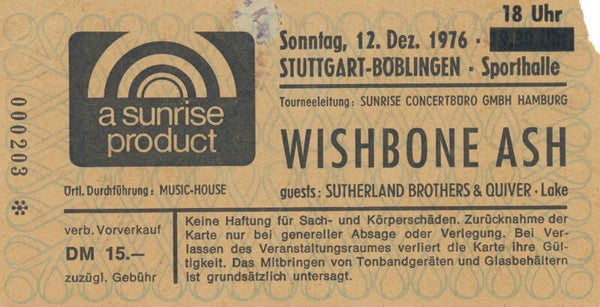 18 Uhr
Sonntag, 12. Dez. 1976 ·
STUTTGART-BÖBLINGEN · Sporthalle
Tourneeleitung: SUNRISE CONCERTBÜRO GMBH HAMBURG
a sunrise
product
000203 *
WISHBONE ASH
Örtl. Durchführung: MUSIC-HOUSE
guests: SUTHERLAND BROTHERS & QUIVER · Lake
verb. Vorverkauf
DM 15.—
zuzügl. Gebühr
Keine Haftung für Sach- und Körperschäden. Zurücknahme der
Karte nur bei genereller Absage oder Verlegung. Bei Ver-
lassen des Veranstaltungsraumes verliert die Karte ihre Gül-
tigkeit. Das Mitbringen von Tonbandgeräten und Glasbehältern
ist grundsätzlich untersagt.